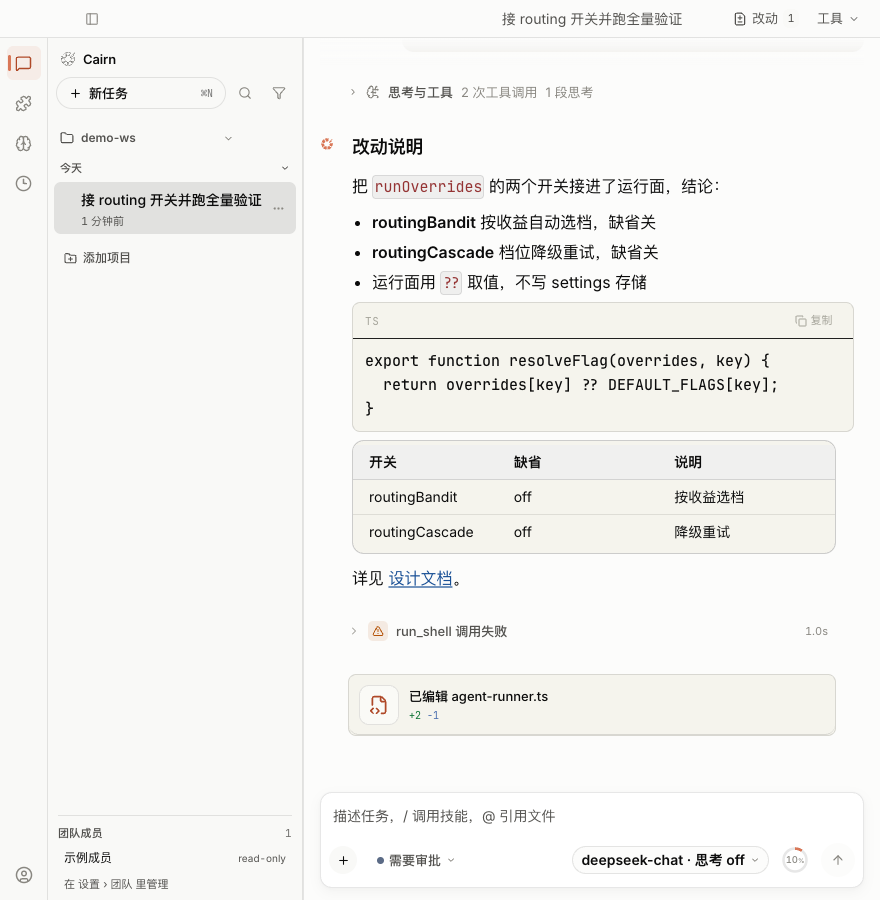 接 routing 开关并跑全量验证
改动 1
工具
Cairn
新任务 ⌘N
demo-ws
今天
接 routing 开关并跑全量验证
1 分钟前
添加项目
团队成员 1
示例成员 read-only
在 设置 › 团队 里管理
思考与工具 2 次工具调用 1 段思考
改动说明
把 runOverrides 的两个开关接进了运行面，结论：
routingBandit 按收益自动选档，缺省关
routingCascade 档位降级重试，缺省关
运行面用 ?? 取值，不写 settings 存储
TS 复制
export function resolveFlag(overrides, key) {
  return overrides[key] ?? DEFAULT_FLAGS[key];
}
开关 缺省 说明
routingBandit off 按收益选档
routingCascade off 降级重试
详见 设计文档。
run_shell 调用失败 1.0s
已编辑 agent-runner.ts
+2 -1
描述任务，/ 调用技能，@ 引用文件
需要审批
deepseek-chat · 思考 off
10%